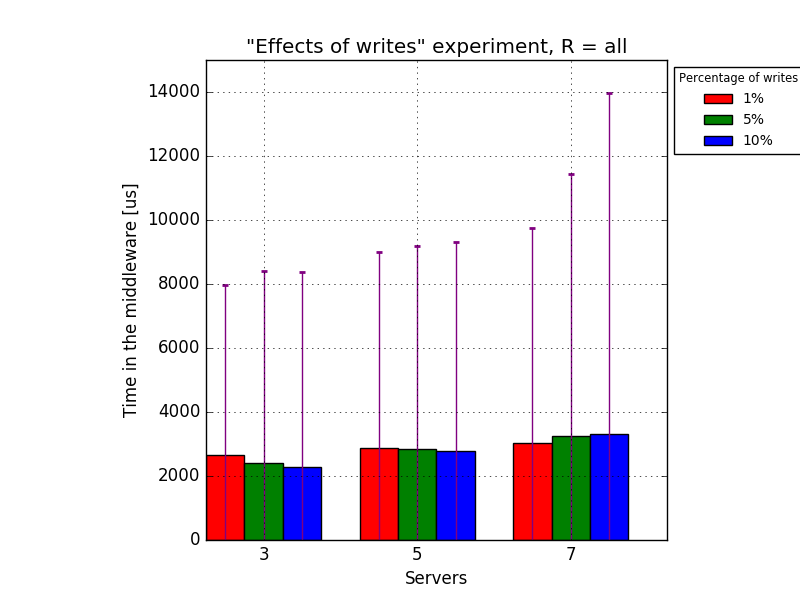 "Effects of writes" experiment, R = all
Percentage of writes
1%
5%
10%
Time in the middleware [us]
14000
12000
10000
8000
6000
4000
2000
0
3 5 7
Servers